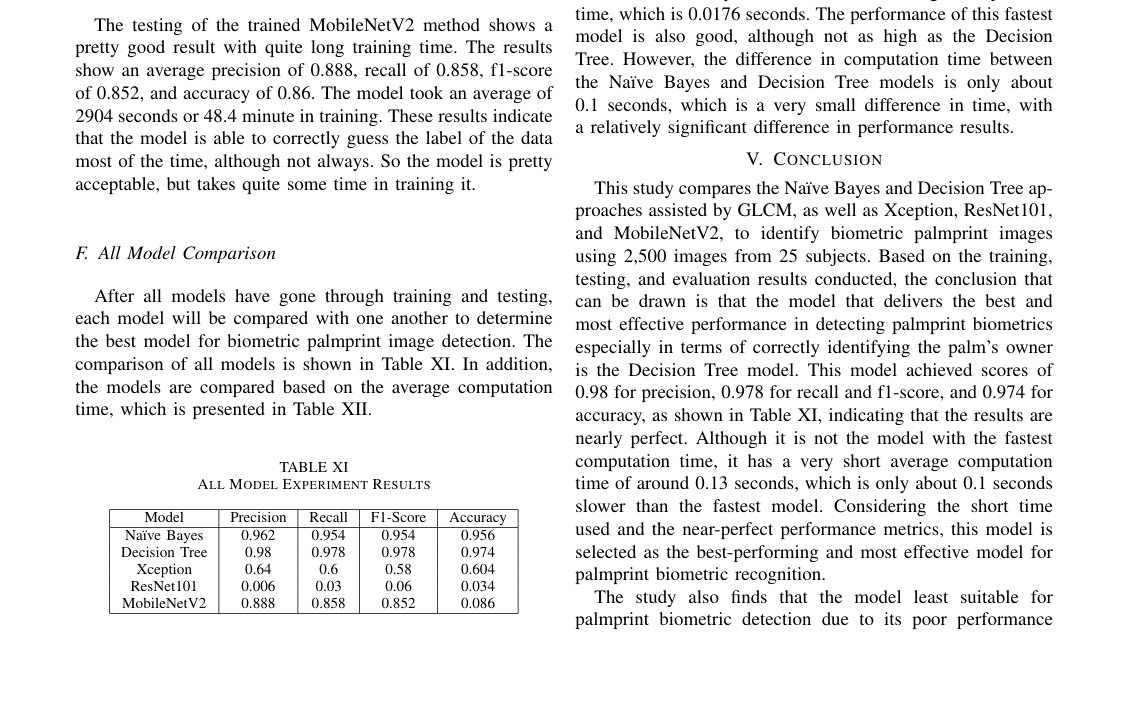 The testing of the trained MobileNetV2 method shows a
pretty good result with quite long training time. The results
show an average precision of 0.888, recall of 0.858, f1-score
of 0.852, and accuracy of 0.86. The model took an average of
2904 seconds or 48.4 minute in training. These results indicate
that the model is able to correctly guess the label of the data
most of the time, although not always. So the model is pretty
acceptable, but takes quite some time in training it.
F. All Model Comparison
After all models have gone through training and testing,
each model will be compared with one another to determine
the best model for biometric palmprint image detection. The
comparison of all models is shown in Table XI. In addition,
the models are compared based on the average computation
time, which is presented in Table XII.
TABLE XI
ALL MODEL EXPERIMENT RESULTS
Model Precision Recall F1-Score Accuracy
Naïve Bayes 0.962 0.954 0.954 0.956
Decision Tree 0.98 0.978 0.978 0.974
Xception 0.64 0.6 0.58 0.604
ResNet101 0.006 0.03 0.06 0.034
MobileNetV2 0.888 0.858 0.852 0.086
time, which is 0.0176 seconds. The performance of this fastest
model is also good, although not as high as the Decision
Tree. However, the difference in computation time between
the Naïve Bayes and Decision Tree models is only about
0.1 seconds, which is a very small difference in time, with
a relatively significant difference in performance results.
V. CONCLUSION
This study compares the Naïve Bayes and Decision Tree ap-
proaches assisted by GLCM, as well as Xception, ResNet101,
and MobileNetV2, to identify biometric palmprint images
using 2,500 images from 25 subjects. Based on the training,
testing, and evaluation results conducted, the conclusion that
can be drawn is that the model that delivers the best and
most effective performance in detecting palmprint biometrics
especially in terms of correctly identifying the palm's owner
is the Decision Tree model. This model achieved scores of
0.98 for precision, 0.978 for recall and f1-score, and 0.974 for
accuracy, as shown in Table XI, indicating that the results are
nearly perfect. Although it is not the model with the fastest
computation time, it has a very short average computation
time of around 0.13 seconds, which is only about 0.1 seconds
slower than the fastest model. Considering the short time
used and the near-perfect performance metrics, this model is
selected as the best-performing and most effective model for
palmprint biometric recognition.
The study also finds that the model least suitable for
palmprint biometric detection due to its poor performance